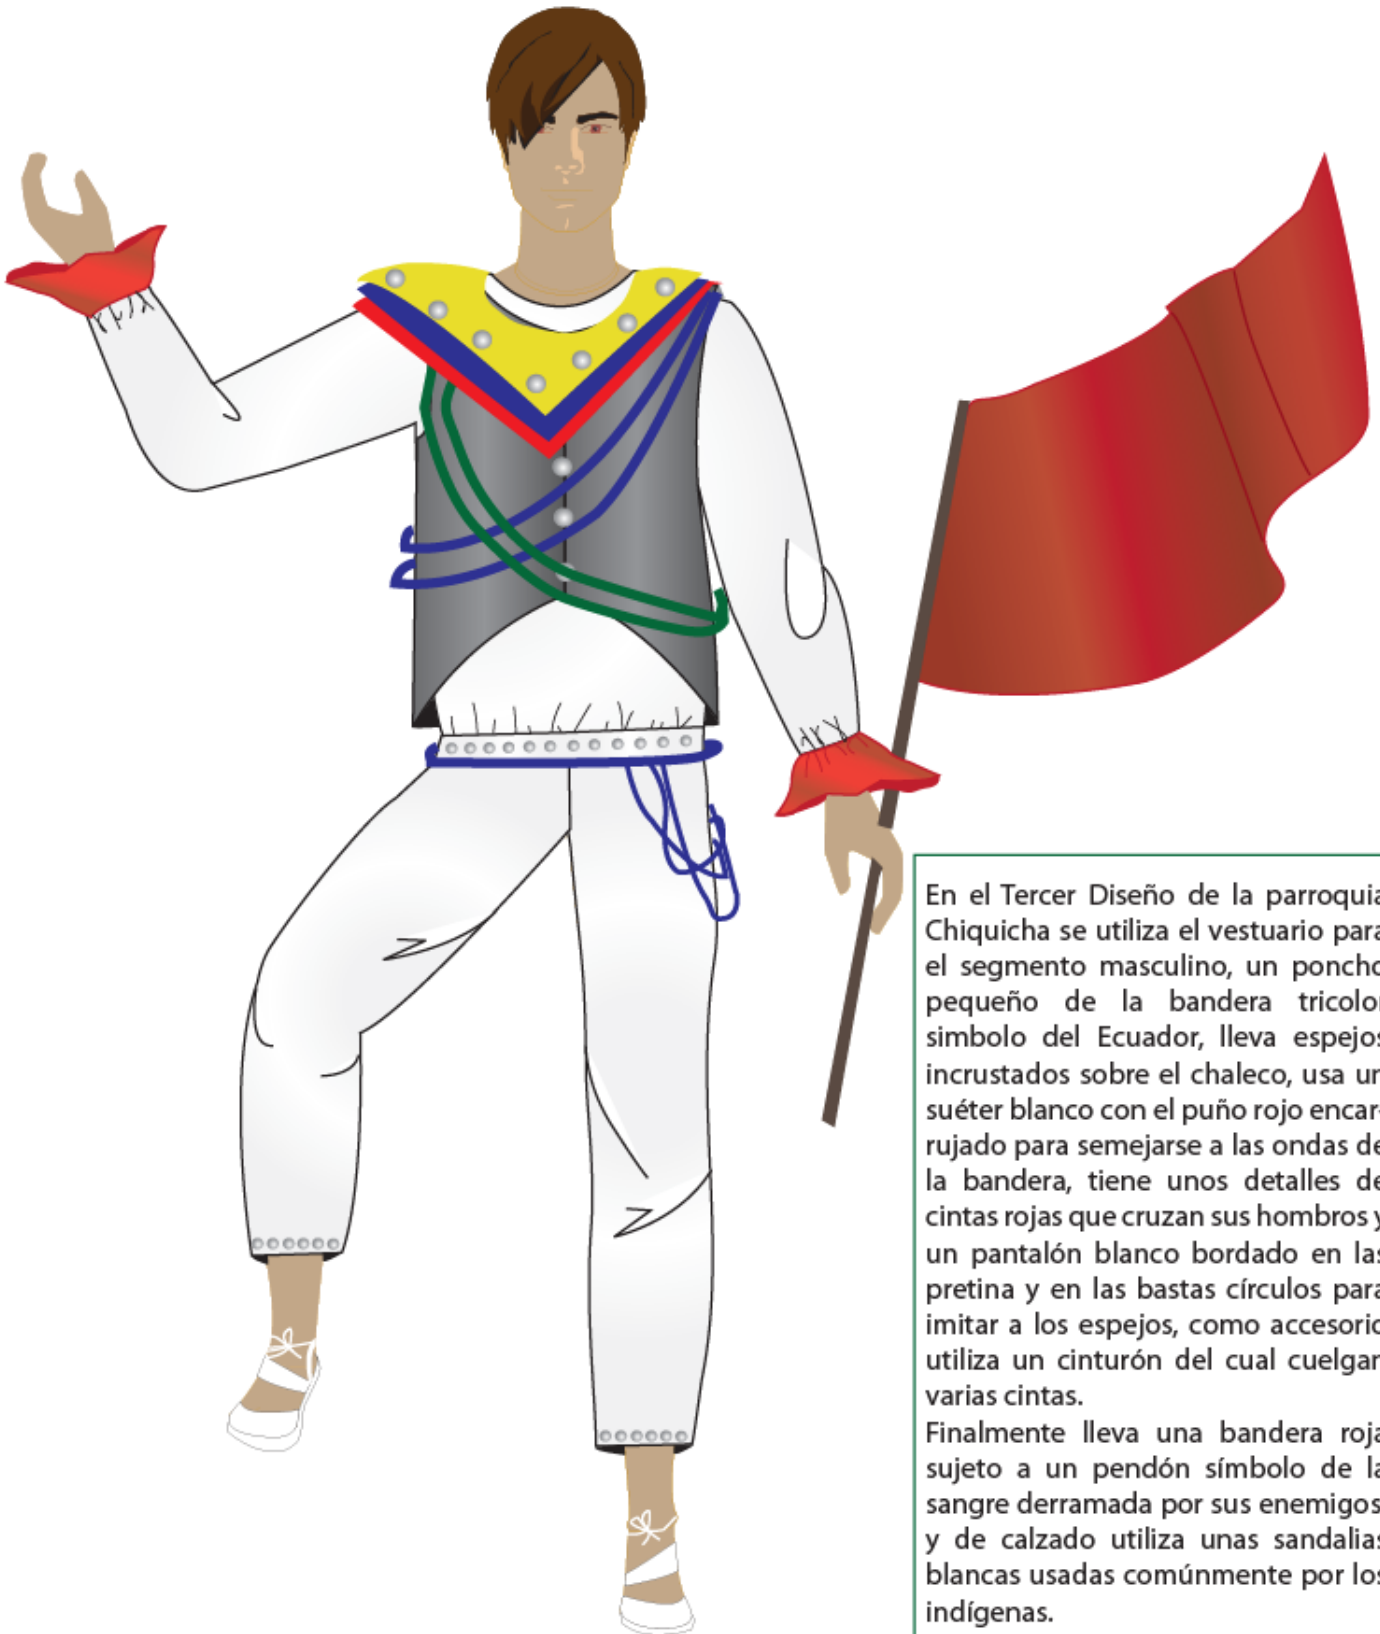 En el Tercer Diseño de la parroquia
Chiquicha se utiliza el vestuario para
el segmento masculino, un poncho
pequeño de la bandera tricolor
simbolo del Ecuador, lleva espejos
incrustados sobre el chaleco, usa un
suéter blanco con el puño rojo encar-
rujado para semejarse a las ondas de
la bandera, tiene unos detalles de
cintas rojas que cruzan sus hombros y
un pantalón blanco bordado en las
pretina y en las bastas círculos para
imitar a los espejos, como accesorio
utiliza un cinturón del cual cuelgan
varias cintas.
Finalmente lleva una bandera roja
sujeto a un pendón símbolo de la
sangre derramada por sus enemigos
y de calzado utiliza unas sandalias
blancas usadas comúnmente por los
indígenas.